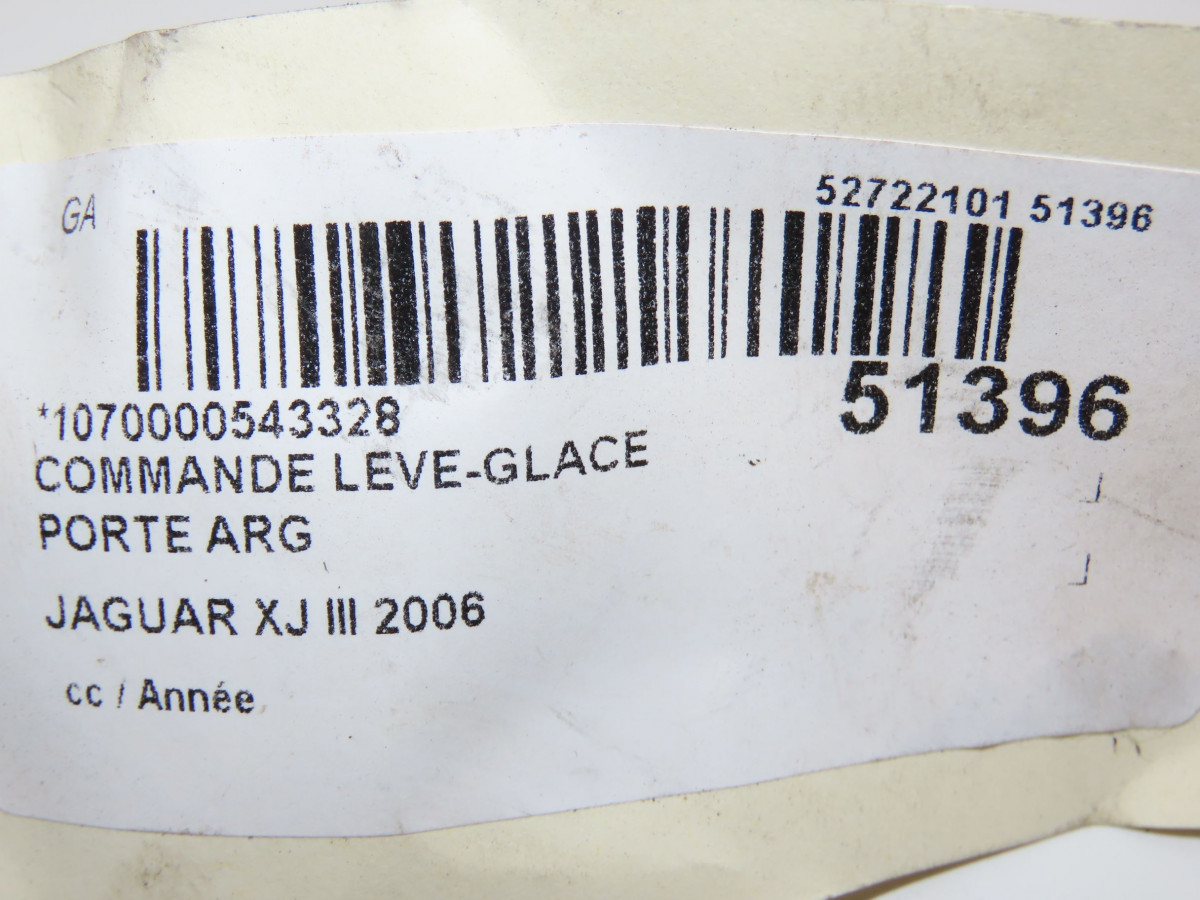 GA
52722101 51396
51396
*1070000543328
COMMANDE LEVE-GLACE
PORTE ARG
JAGUAR XJ III 2006
cc / Année